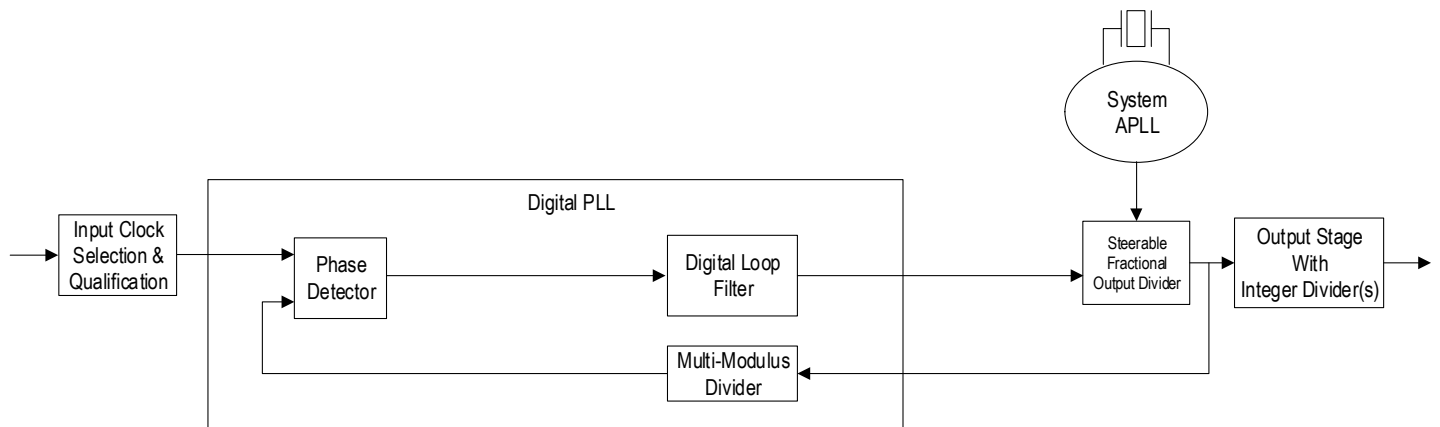 System
APLL
Digital PLL
Input Clock
Selection &
Qualification
Phase
Detector
Digital Loop
Filter
Steerable
Fractional
Output Divider
Output Stage
With
Integer Divider(s)
Multi-Modulus
Divider